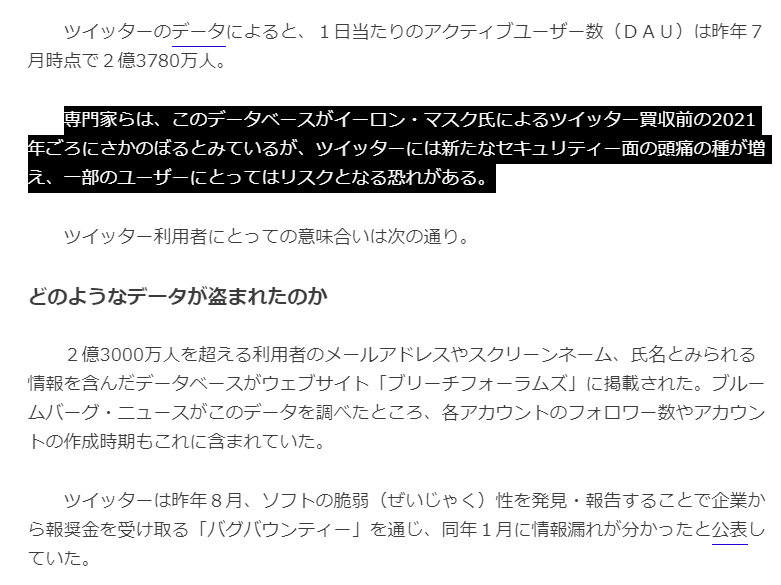 ツイッターのデータによると、１日当たりのアクティブユーザー数（ＤＡＵ）は昨年７
月時点で２億3780万人。
専門家らは、このデータベースがイーロン・マスク氏によるツイッター買収前の2021
年ごろにさかのぼるとみているが、ツイッターには新たなセキュリティー面の頭痛の種が増
え、一部のユーザーにとってはリスクとなる恐れがある。
ツイッター利用者にとっての意味合いは次の通り。
どのようなデータが盗まれたのか
２億3000万人を超える利用者のメールアドレスやスクリーンネーム、氏名とみられる
情報を含んだデータベースがウェブサイト「ブリーチフォーラムズ」に掲載された。ブルー
ムバーグ・ニュースがこのデータを調べたところ、各アカウントのフォロワー数やアカウン
トの作成時期もこれに含まれていた。
ツイッターは昨年８月、ソフトの脆弱（ぜいじゃく）性を発見・報告することで企業か
ら報奨金を受け取る「バグバウンティー」を通じ、同年１月に情報漏れが分かったと公表し
ていた。